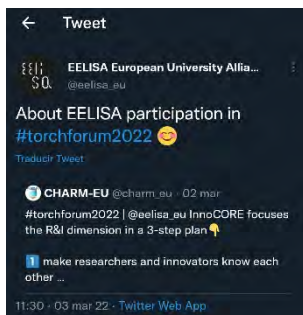 Tweet
EELISA European University Allia...
@eelisa_eu
About EELISA participation in
#torchforum2022 😊
Traducir Tweet
CHARM-EU @charm_eu · 02 mar
#torchforum2022 | @eelisa_eu InnoCORE focuses
the R&I dimension in a 3-step plan👇
1️⃣ make researchers and innovators know each
other ...
11:30 · 03 mar 22 · Twitter Web App